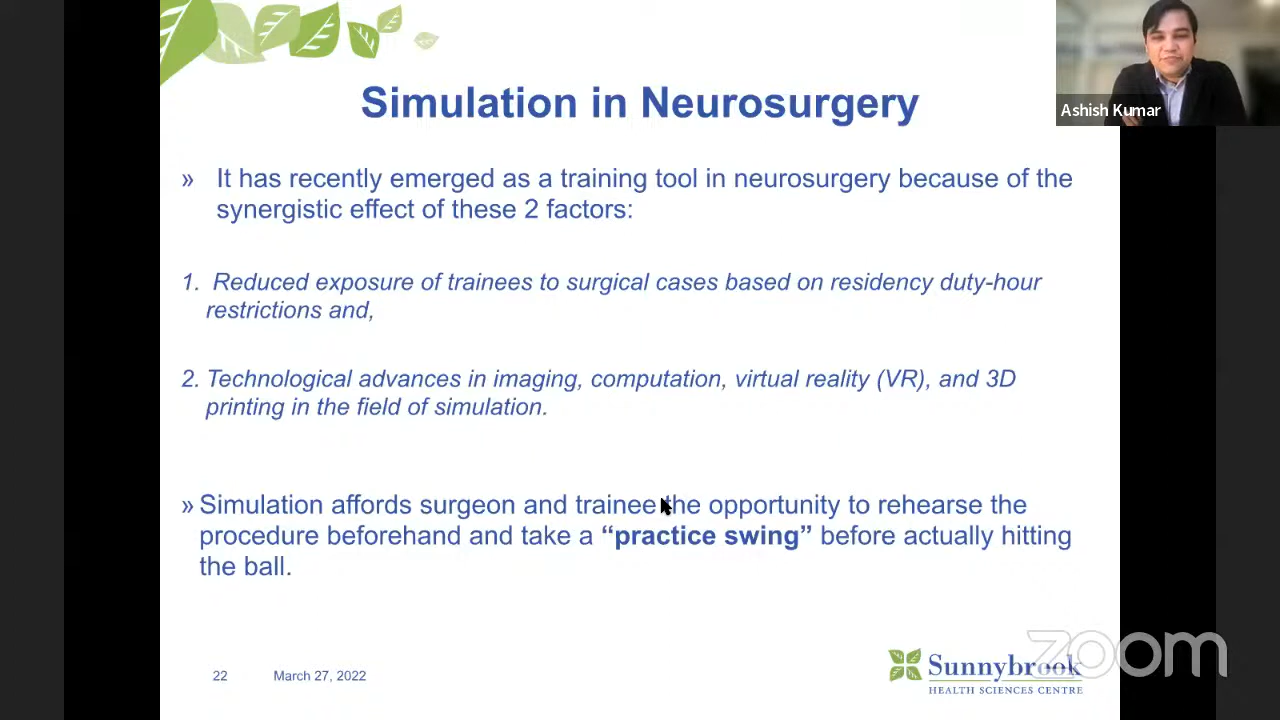 Simulation in Neurosurgery
Ashish Kumar
» It has recently emerged as a training tool in neurosurgery because of the
synergistic effect of these 2 factors:
1. Reduced exposure of trainees to surgical cases based on residency duty-hour
restrictions and,
2. Technological advances in imaging, computation, virtual reality (VR), and 3D
printing in the field of simulation.
» Simulation affords surgeon and trainee the opportunity to rehearse the
procedure beforehand and take a “practice swing” before actually hitting
the ball.
22 March 27, 2022
Sunnybrook
HEALTH SCIENCES CENTRE
zoom